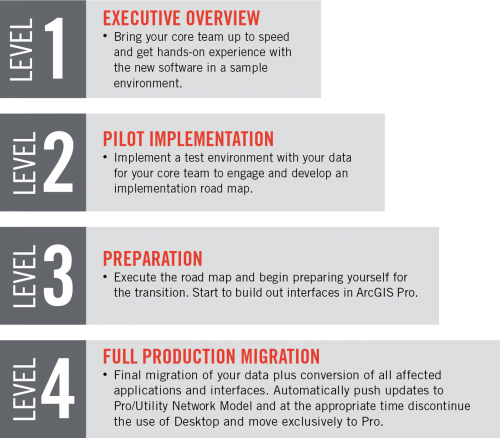 LEVEL 1
EXECUTIVE OVERVIEW
• Bring your core team up to speed
and get hands-on experience with
the new software in a sample
environment.
LEVEL 2
PILOT IMPLEMENTATION
• Implement a test environment with your data
for your core team to engage and develop an
implementation road map.
LEVEL 3
PREPARATION
• Execute the road map and begin preparing yourself for
the transition. Start to build out interfaces in ArcGIS Pro.
LEVEL 4
FULL PRODUCTION MIGRATION
• Final migration of your data plus conversion of all affected
applications and interfaces. Automatically push updates to
Pro/Utility Network Model and at the appropriate time discontinue
the use of Desktop and move exclusively to Pro.